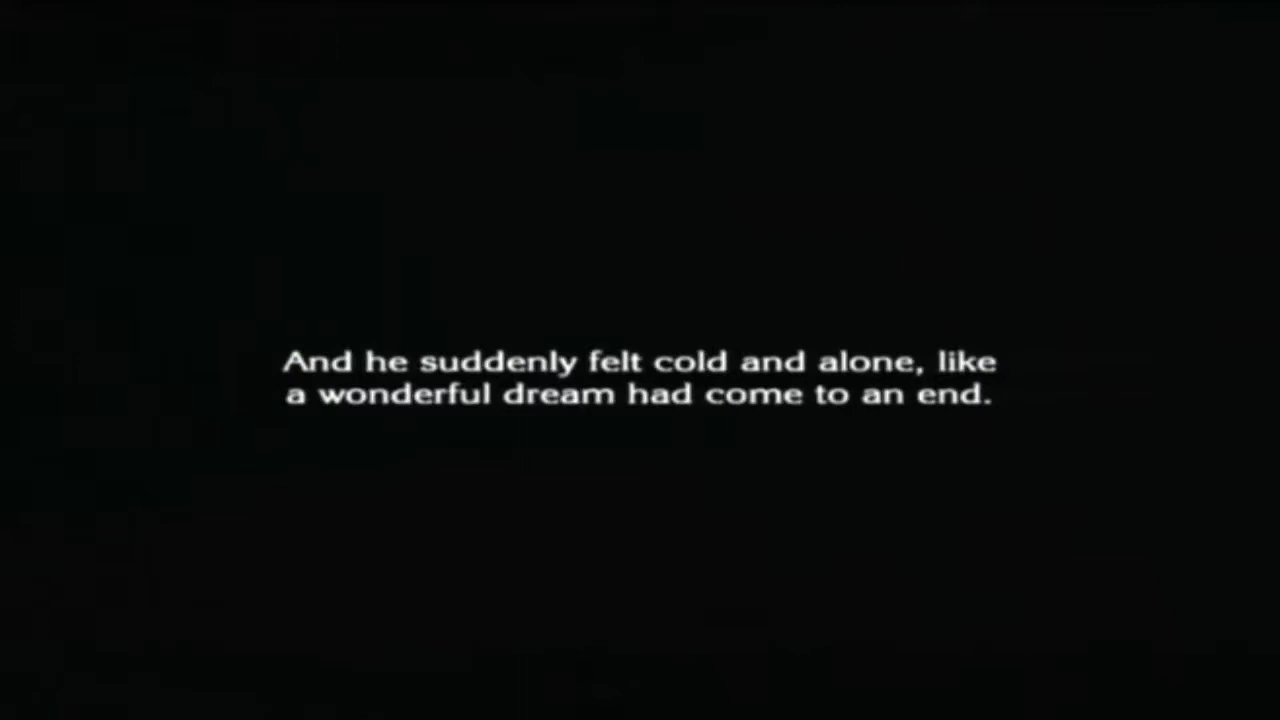 And he suddenly felt cold and alone, like
a wonderful dream had come to an end.